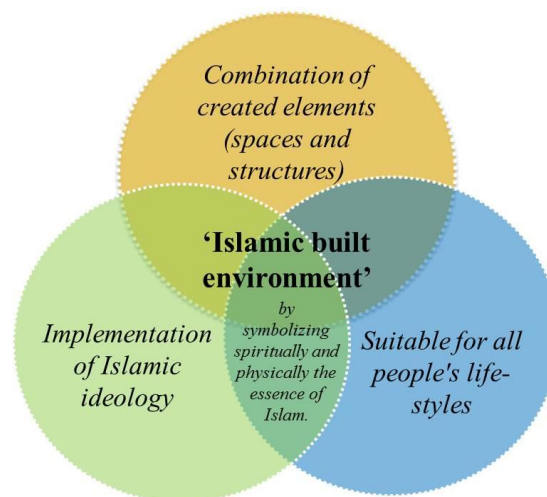 Combination of
created elements
(spaces and
structures)
‘Islamic built
environment’
by
symbolizing
spiritually and
physically the
essence of
Islam.
Implementation
of Islamic
ideology
Suitable for all
people's life-
styles